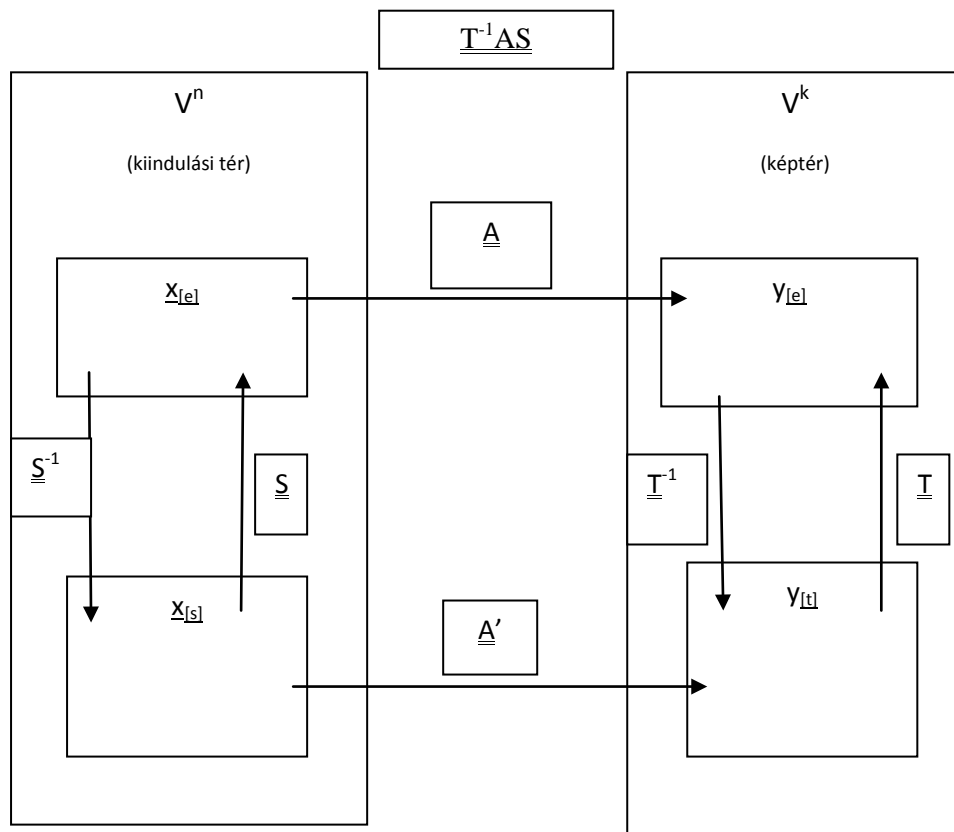 T⁻¹AS
Vⁿ
(kiindulási tér)
Vᵏ
(képtér)
A
x[e]
y[e]
S⁻¹
S
T⁻¹
T
x[s]
y[t]
A’